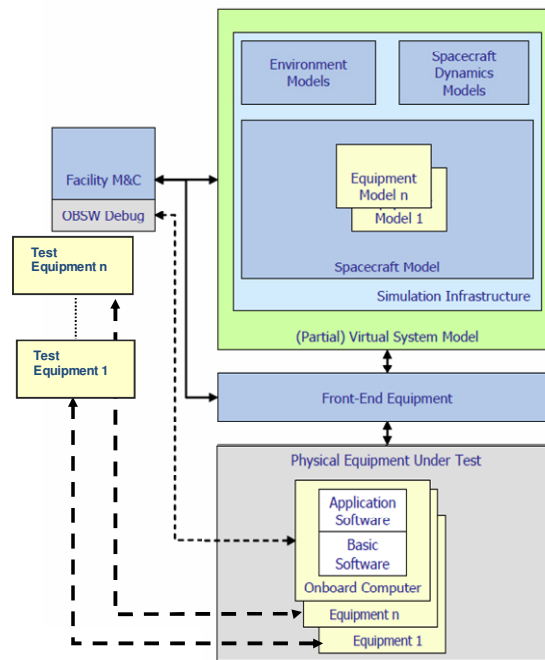 Environment
Models
Spacecraft
Dynamics
Models
Facility M&C
OBSW Debug
Equipment
Model n
Model 1
Spacecraft Model
Simulation Infrastructure
(Partial) Virtual System Model
Test
Equipment n
Test
Equipment 1
Front-End Equipment
Physical Equipment Under Test
Application
Software
Basic
Software
Onboard Computer
Equipment n
Equipment 1